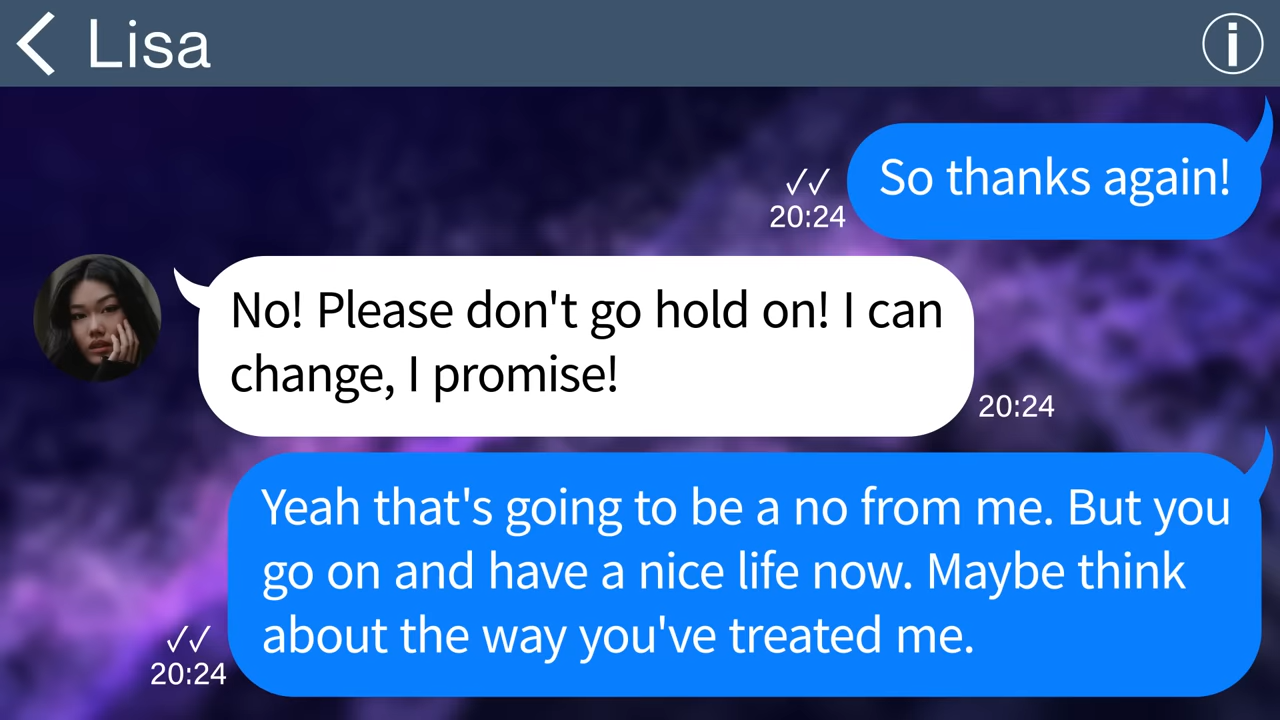 Lisa
So thanks again!
20:24
No! Please don't go hold on! I can
change, I promise!
20:24
Yeah that's going to be a no from me. But you
go on and have a nice life now. Maybe think
about the way you've treated me.
20:24